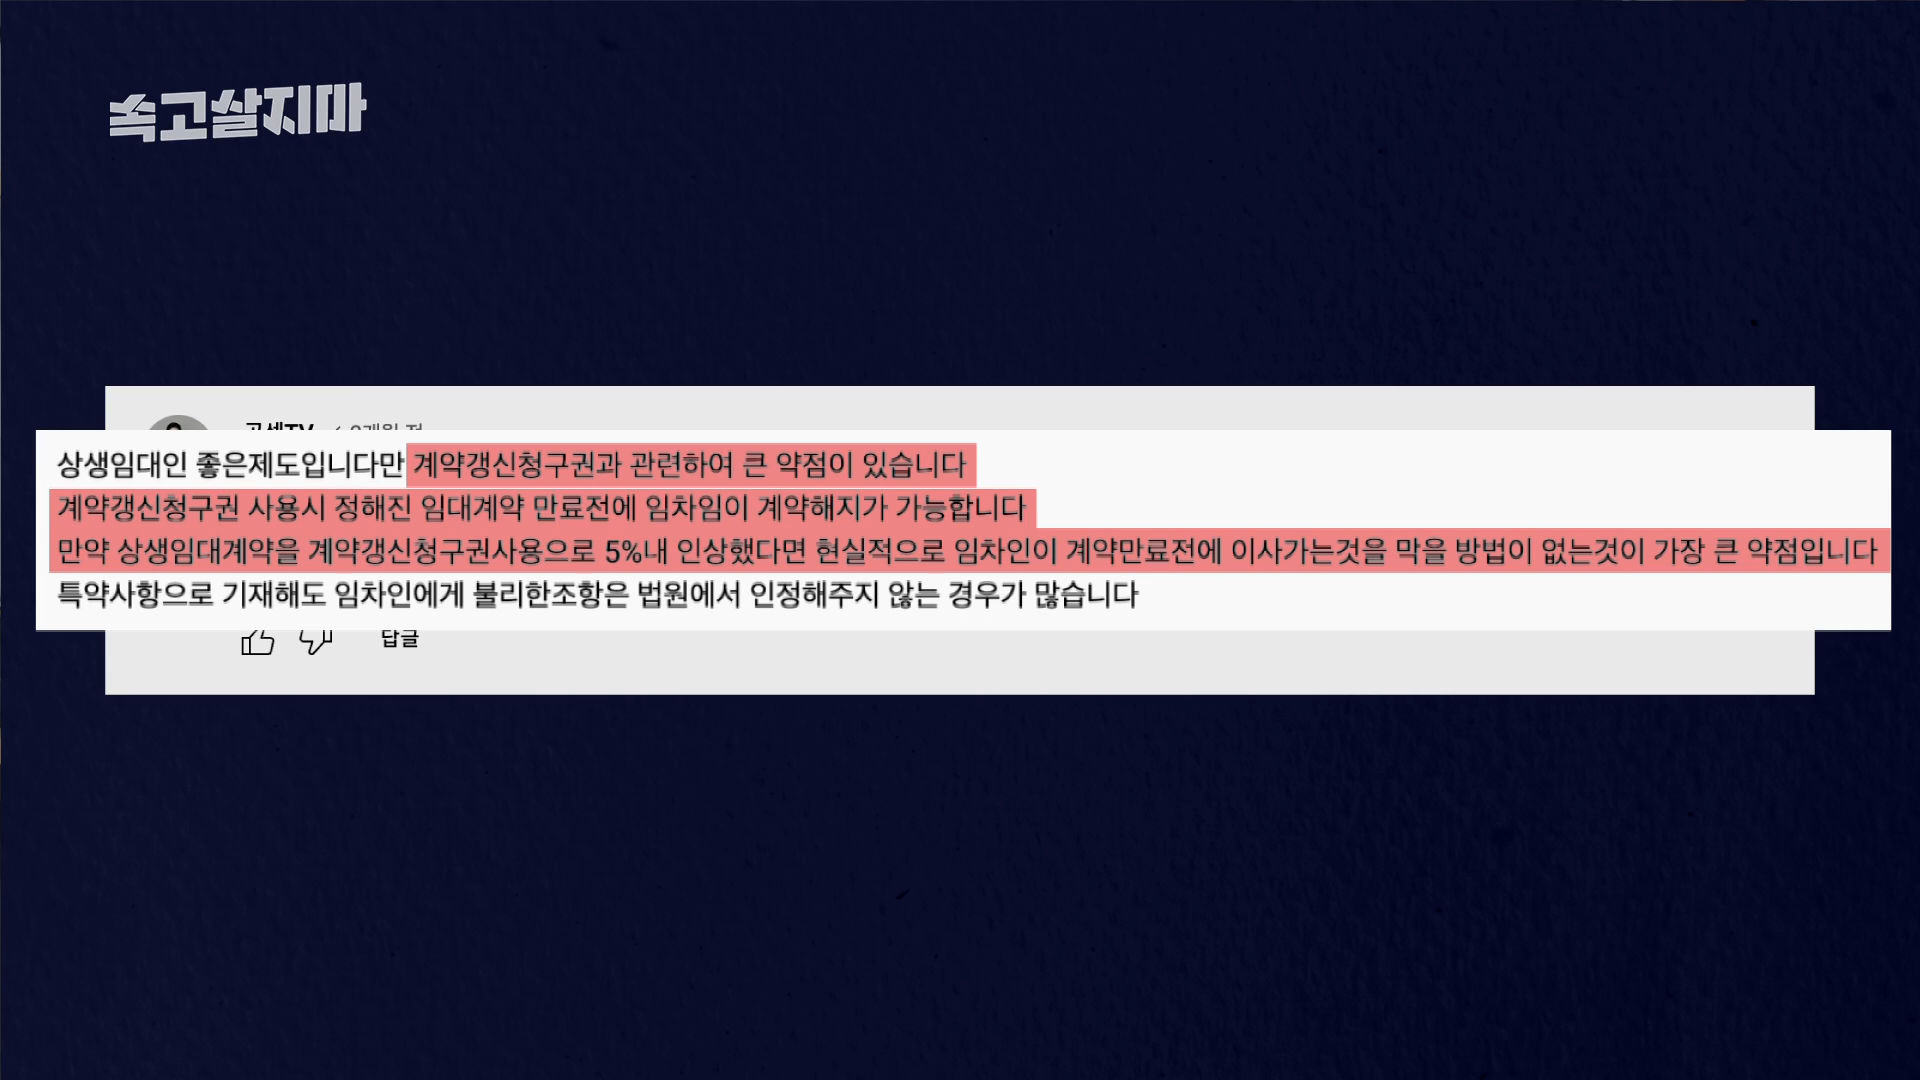 속고살지마
상생임대인 좋은제도입니다만 계약갱신청구권과 관련하여 큰 약점이 있습니다
계약갱신청구권 사용시 정해진 임대계약 만료전에 임차임이 계약해지가 가능합니다
만약 상생임대계약을 계약갱신청구권사용으로 5%내 인상했다면 현실적으로 임차인이 계약만료전에 이사가는것을 막을 방법이 없는것이 가장 큰 약점입니다
특약사항으로 기재해도 임차인에게 불리한조항은 법원에서 인정해주지 않는 경우가 많습니다
답글